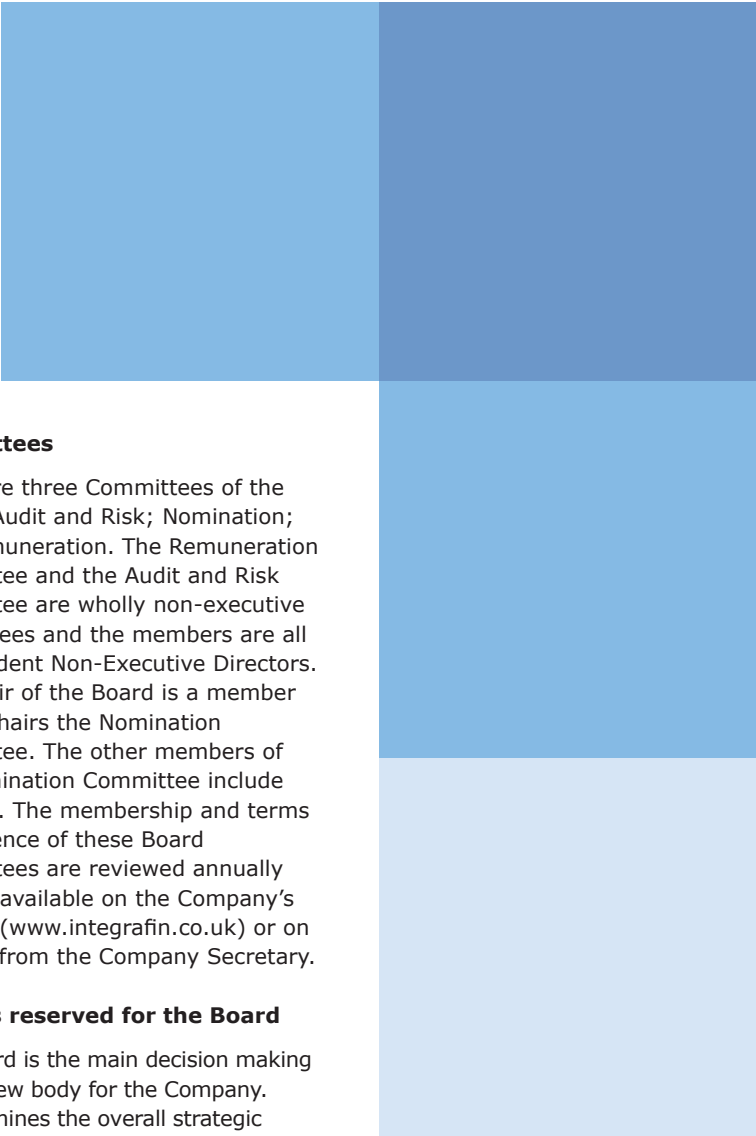 ttees
re three Committees of the
Audit and Risk; Nomination;
muneration. The Remuneration
tee and the Audit and Risk
tee are wholly non-executive
ees and the members are all
dent Non-Executive Directors.
ir of the Board is a member
hairs the Nomination
tee. The other members of
ination Committee include
. The membership and terms
ence of these Board
tees are reviewed annually
available on the Company’s
(www.integrafin.co.uk) or on
from the Company Secretary.
s reserved for the Board
rd is the main decision making
ew body for the Company.
mines the overall strategic